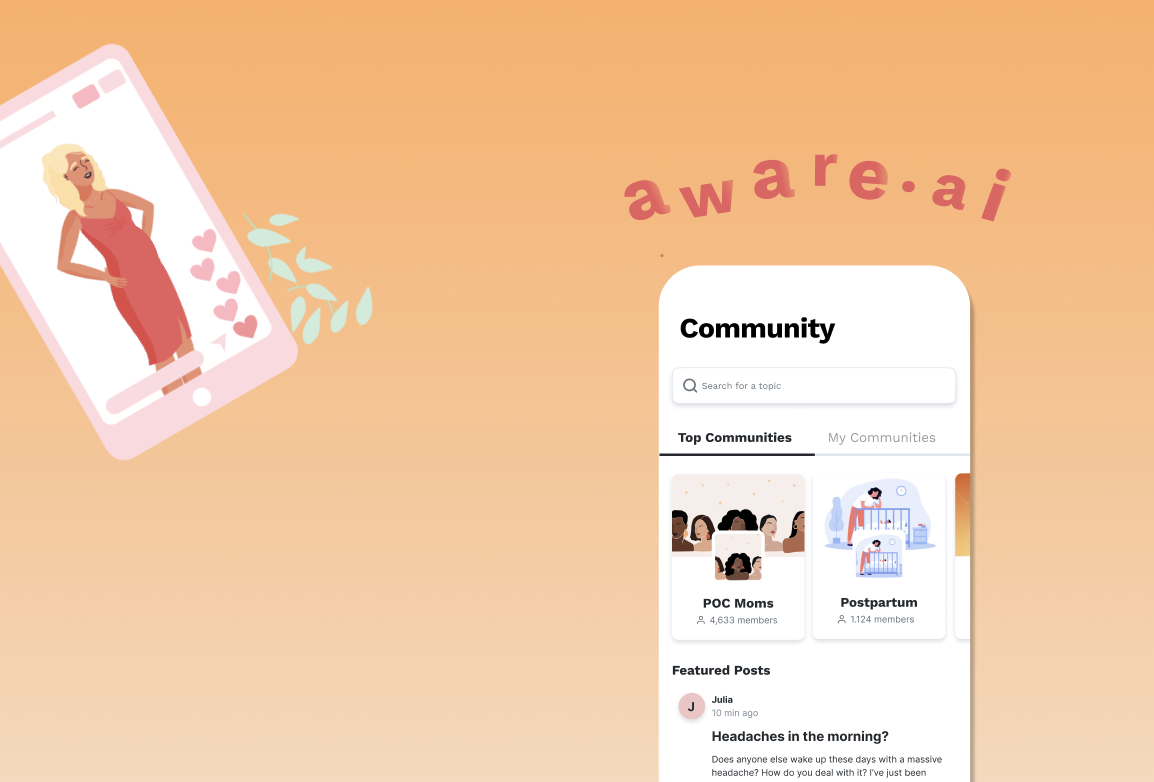 aware.ai
Community
Search for a topic
Top Communities
My Communities
POC Moms
4,633 members
Postpartum
1.124 members
Featured Posts
J
Julia
10 min ago
Headaches in the morning?
Does anyone else wake up these days with a massive
headache? How do you deal with it? I've just been